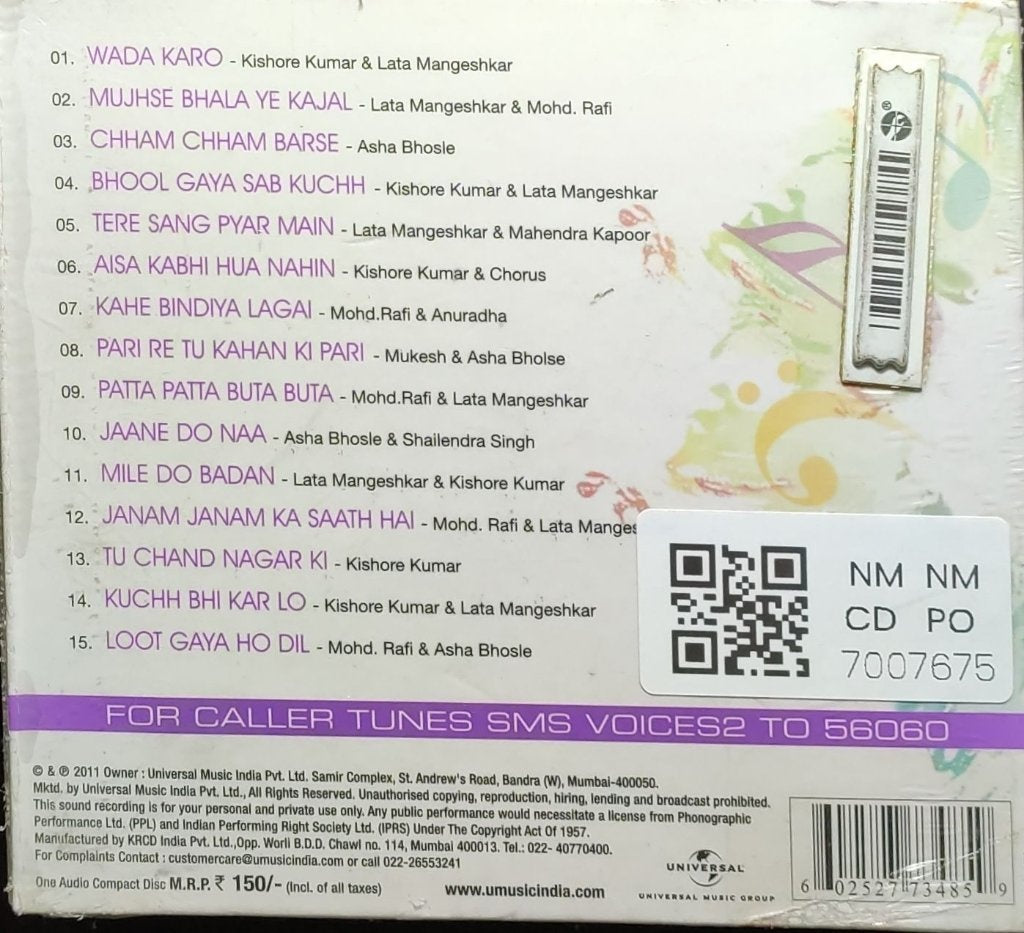 01. WADA KARO - Kishore Kumar & Lata Mangeshkar
02. MUJHSE BHALA YE KAJAL - Lata Mangeshkar & Mohd. Rafi
03. CHHAM CHHAM BARSE - Asha Bhosle
04. BHOOL GAYA SAB KUCHH - Kishore Kumar & Lata Mangeshkar
05. TERE SANG PYAR MAIN - Lata Mangeshkar & Mahendra Kapoor
06. AISA KABHI HUA NAHIN - Kishore Kumar & Chorus
07. KAHE BINDIYA LAGAI - Mohd.Rafi & Anuradha
08. PARI RE TU KAHAN KI PARI - Mukesh & Asha Bholse
09. PATTA PATTA BUTA BUTA - Mohd.Rafi & Lata Mangeshkar
10. JAANE DO NAA - Asha Bhosle & Shailendra Singh
11. MILE DO BADAN - Lata Mangeshkar & Kishore Kumar
12. JANAM JANAM KA SAATH HAI - Mohd. Rafi & Lata Manges
13. TU CHAND NAGAR KI - Kishore Kumar
14. KUCHH BHI KAR LO - Kishore Kumar & Lata Mangeshkar
15. LOOT GAYA HO DIL - Mohd. Rafi & Asha Bhosle
NM NM
CD PO
7007675
FOR CALLER TUNES SMS VOICES2 TO 56060
© & ℗ 2011 Owner : Universal Music India Pvt. Ltd. Samir Complex, St. Andrew's Road, Bandra (W), Mumbai-400050.
Mktd. by Universal Music India Pvt. Ltd., All Rights Reserved. Unauthorised copying, reproduction, hiring, lending and broadcast prohibited.
This sound recording is for your personal and private use only. Any public performance would necessitate a license from Phonographic
Performance Ltd. (PPL) and Indian Performing Right Society Ltd. (IPRS) Under The Copyright Act Of 1957.
Manufactured by KRCD India Pvt. Ltd.,Opp. Worli B.D.D. Chawl no. 114, Mumbai 400013. Tel.: 022- 40770400.
For Complaints Contact : customercare@umusicindia.com or call 022-26553241
One Audio Compact Disc M.R.P. ₹ 150/- (Incl. of all taxes)
www.umusicindia.com
UNIVERSAL
UNIVERSAL MUSIC GROUP
6 02527 73485 9